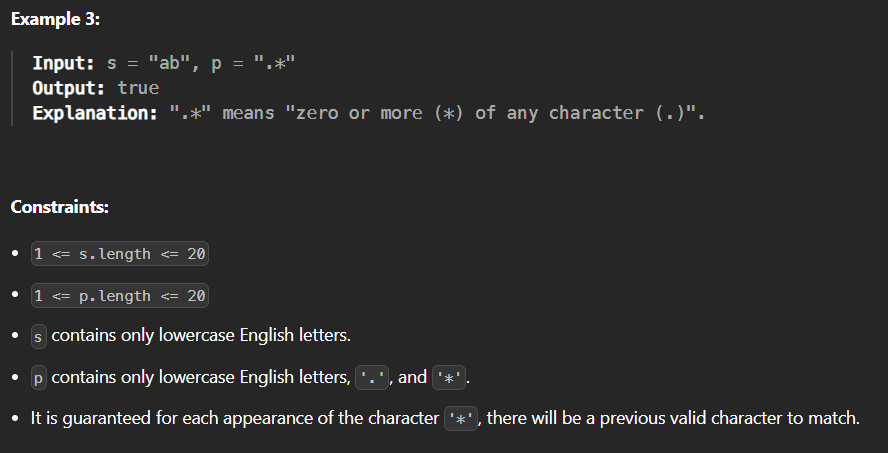 Example 3:
Input: s = "ab", p = ".*"
Output: true
Explanation: ".*" means "zero or more (*) of any character (.)".
Constraints:
• 1 <= s.length <= 20
• 1 <= p.length <= 20
• s contains only lowercase English letters.
• p contains only lowercase English letters, '.', and '*'.
• It is guaranteed for each appearance of the character '*', there will be a previous valid character to match.